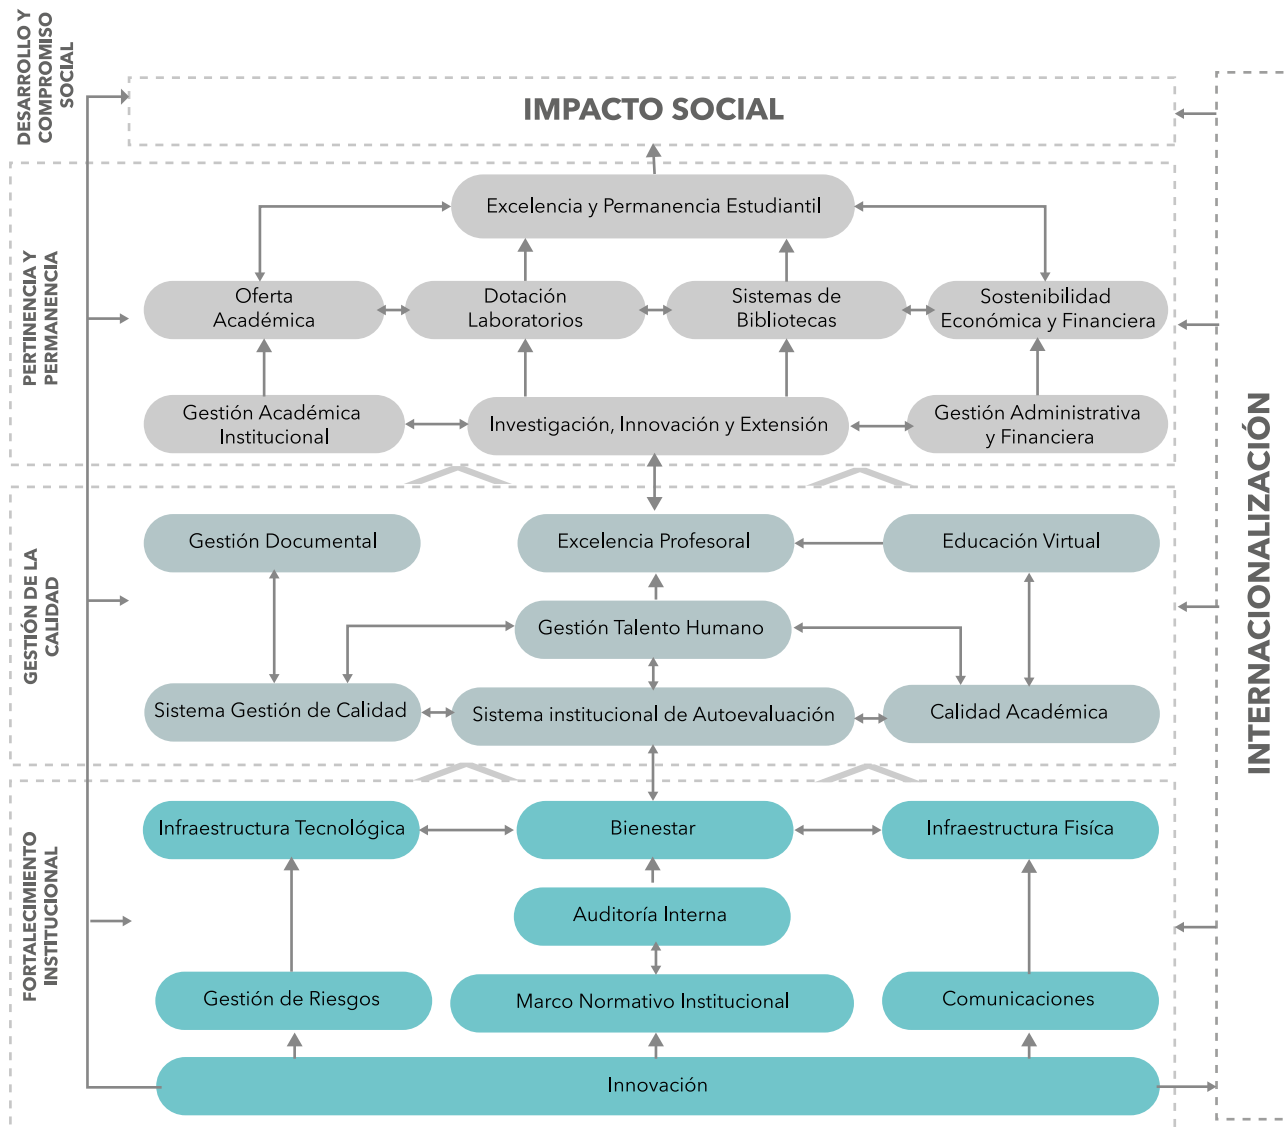 DESARROLLO Y
COMPROMISO
SOCIAL
IMPACTO SOCIAL
PERTINENCIA Y
PERMANENCIA
Excelencia y Permanencia Estudiantil
Oferta
Académica
Dotación
Laboratorios
Sistemas de
Bibliotecas
Sostenibilidad
Económica y Financiera
Gestión Académica
Institucional
Investigación, Innovación y Extensión
Gestión Administrativa
y Financiera
GESTIÓN DE LA
CALIDAD
Gestión Documental
Excelencia Profesoral
Educación Virtual
Gestión Talento Humano
Sistema Gestión de Calidad
Sistema institucional de Autoevaluación
Calidad Académica
FORTALECIMIENTO
INSTITUCIONAL
Infraestructura Tecnológica
Bienestar
Infraestructura Fisíca
Auditoría Interna
Gestión de Riesgos
Marco Normativo Institucional
Comunicaciones
Innovación
INTERNACIONALIZACIÓN